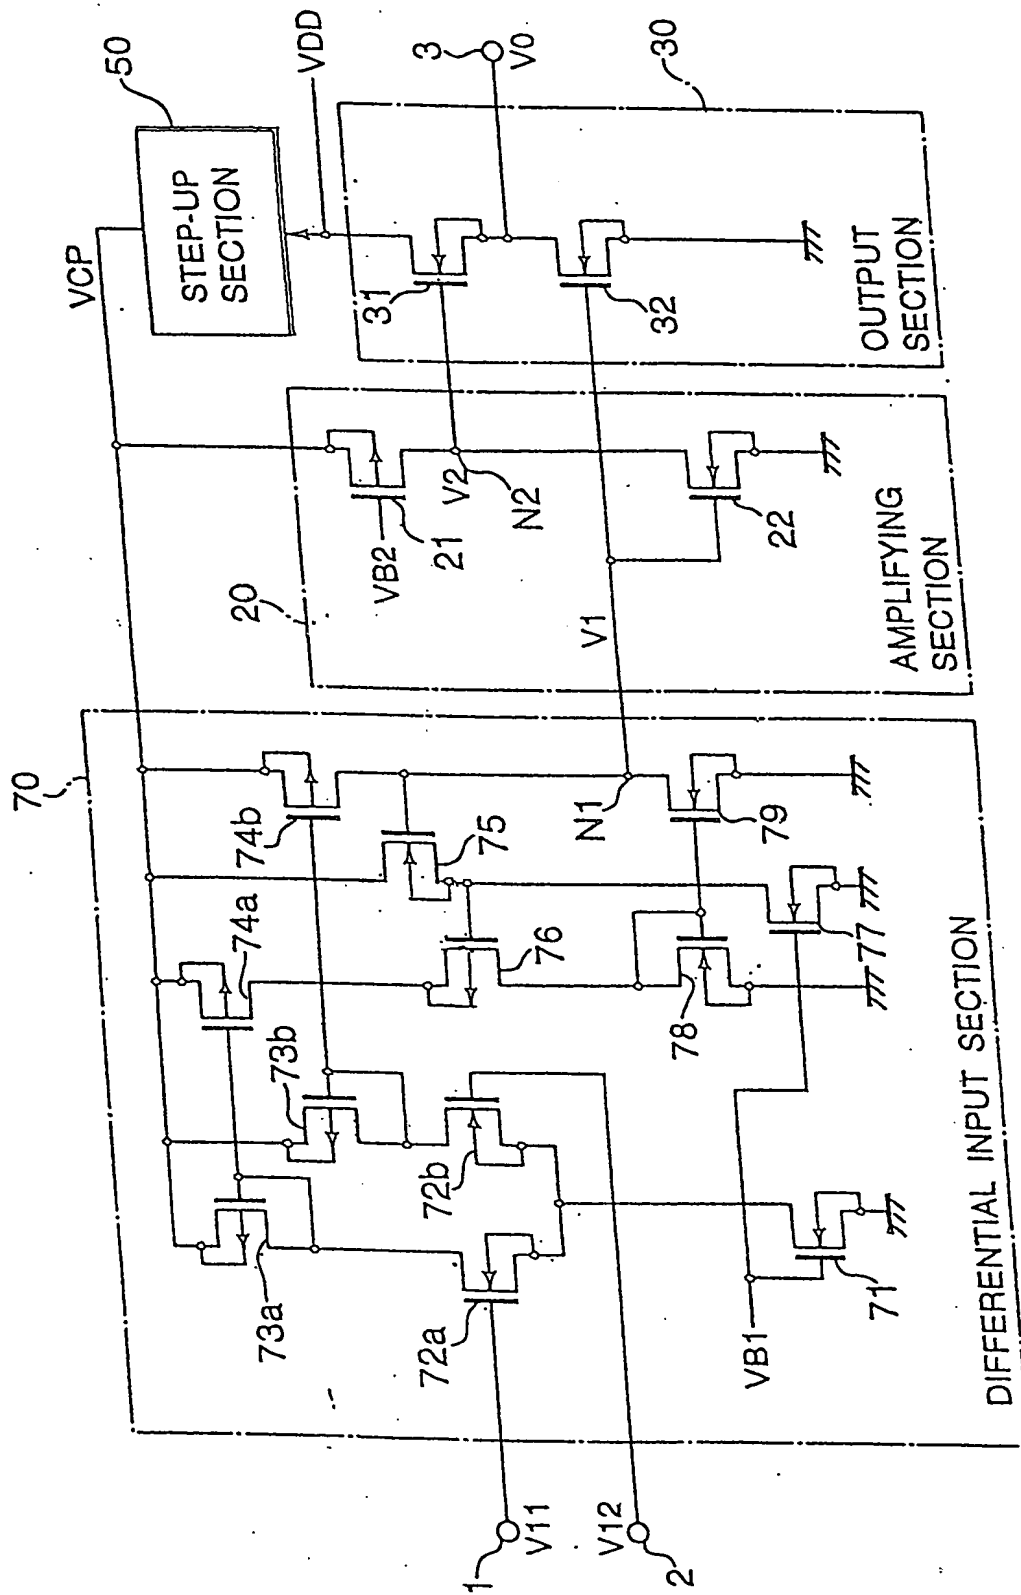 70
20
50
VCP
STEP-UP
SECTION
VDD
3
V0
30
31
32
OUTPUT
SECTION
VB2
21
V2
N2
22
V1
AMPLIFYING
SECTION
74b
74a
75
76
73b
73a
72b
72a
N1
79
78
77
71
VB1
1
V11
V12
2
DIFFERENTIAL INPUT SECTION